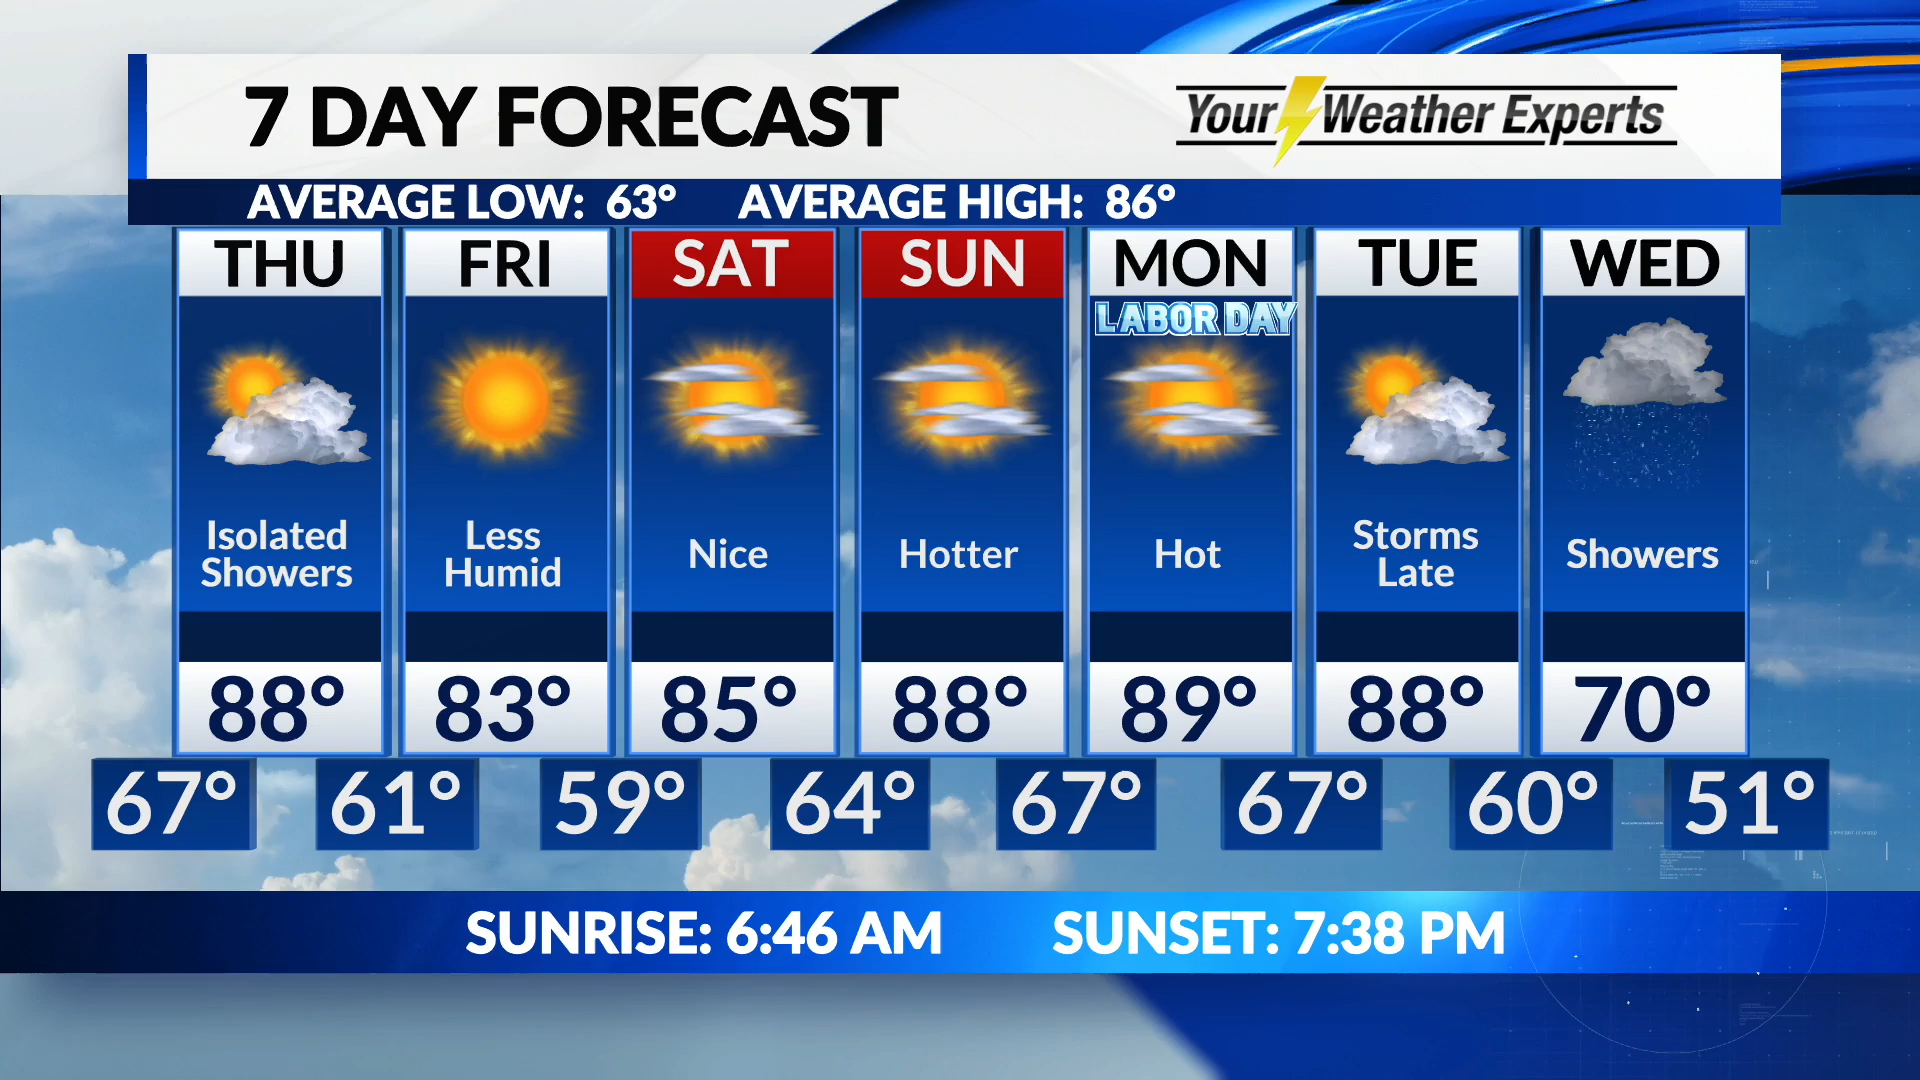 7 DAY FORECAST
Your Weather Experts
AVERAGE LOW: 63° AVERAGE HIGH: 86°
THU FRI SAT SUN MON TUE WED
LABOR DAY
Isolated
Showers
Less
Humid
Nice
Hotter
Hot
Storms
Late
Showers
88° 83° 85° 88° 89° 88° 70°
67° 61° 59° 64° 67° 67° 60° 51°
SUNRISE: 6:46 AM SUNSET: 7:38 PM